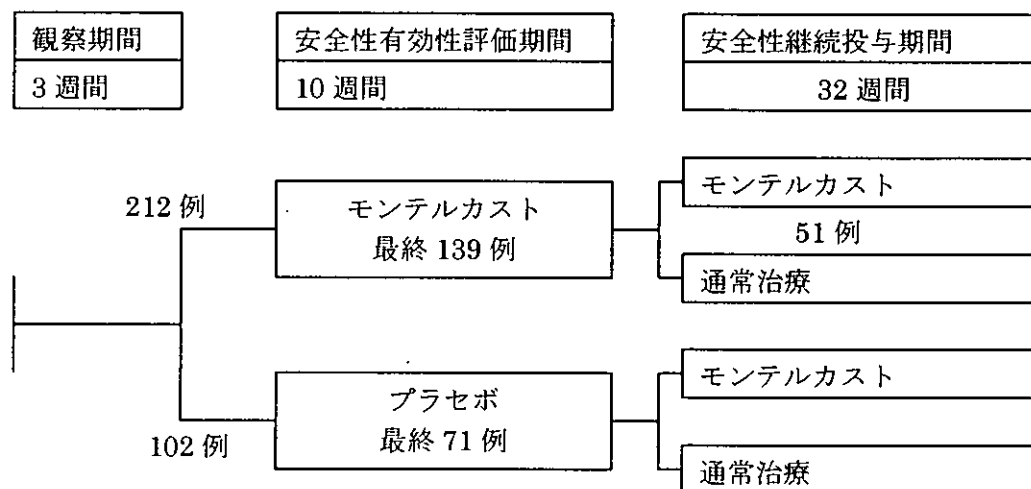 観察期間
3 週間
安全性有効性評価期間
10 週間
安全性継続投与期間
32 週間
212 例
モンテルカスト
最終 139 例
モンテルカスト
51 例
通常治療
102 例
プラセボ
最終 71 例
モンテルカスト
通常治療